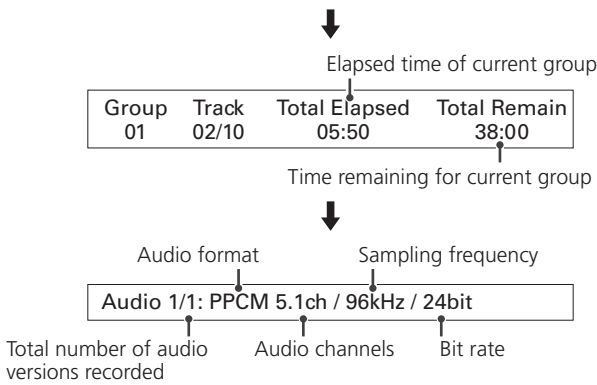 Elapsed time of current group
Group Track Total Elapsed Total Remain
01 02/10 05:50 38:00
Time remaining for current group
Audio format Sampling frequency
Audio 1/1: PPCM 5.1ch / 96kHz / 24bit
Total number of audio Audio channels Bit rate
versions recorded